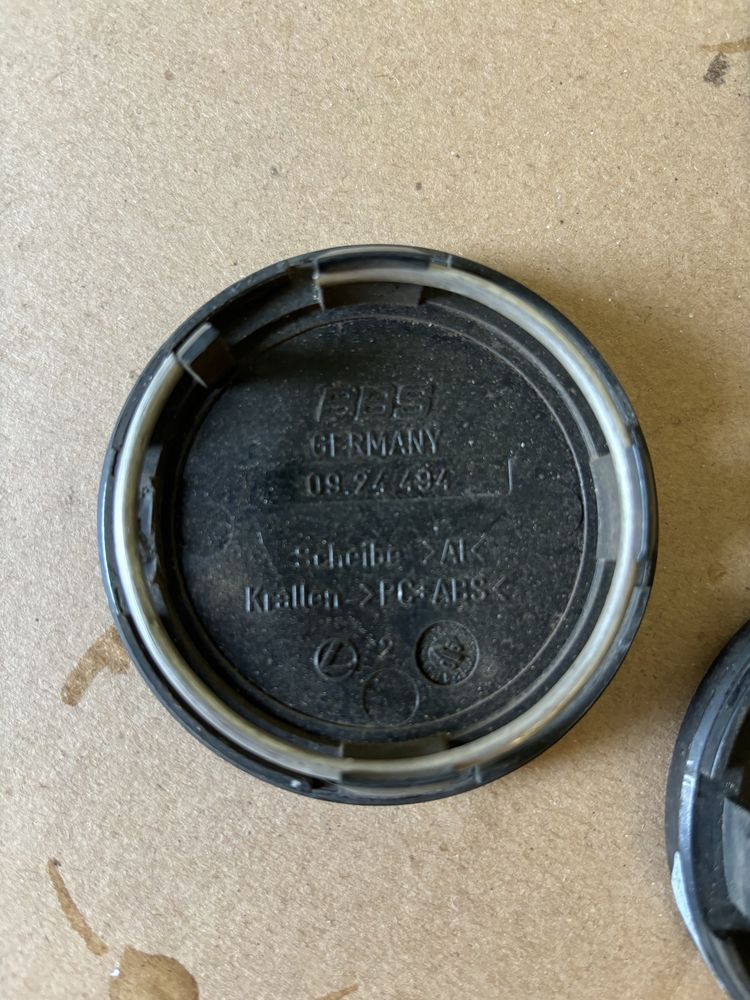 BBS
GERMANY
09.24 494
Scheibe >Al<
Krallen >PC+ABS<
2